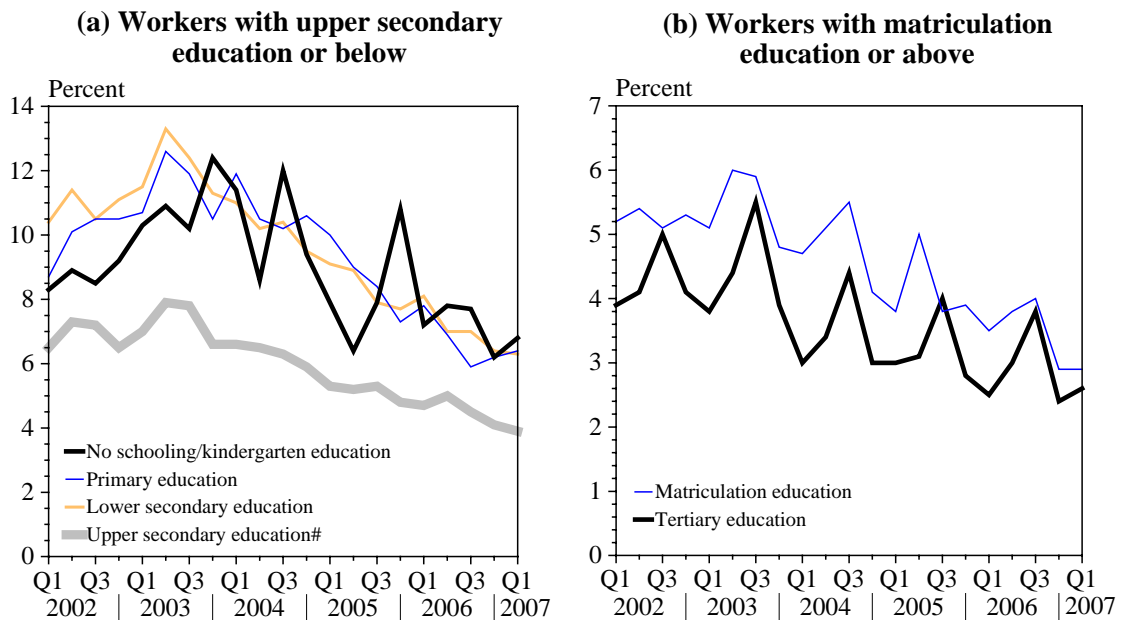 (a) Workers with upper secondary
education or below
Percent
14
12
10
8
6
4
2
0
No schooling/kindergarten education
Primary education
Lower secondary education
Upper secondary education#
Q1 Q3 Q1 Q3 Q1 Q3 Q1 Q3 Q1 Q3 Q1
2002 2003 2004 2005 2006 2007
(b) Workers with matriculation
education or above
Percent
7
6
5
4
3
2
1
0
Matriculation education
Tertiary education
Q1 Q3 Q1 Q3 Q1 Q3 Q1 Q3 Q1 Q3 Q1
2002 2003 2004 2005 2006 2007